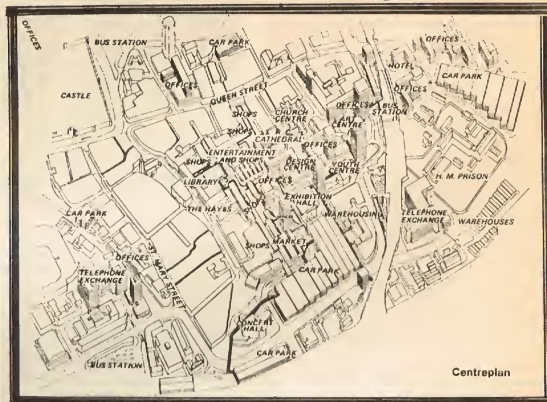 OFFICES
BUS STATION
CAR PARK
OFFICES
HOTEL
CAR PARK
CASTLE
OFFICES
QUEEN STREET
OFFICES
SHOPS
CHURCH CENTRE
OFFICES
BUS STATION
ART CENTRE
SHOPS
CATHEDRAL
ENTERTAINMENT AND SHOPS
OFFICES
SHOPS
DESIGN CENTRE
YOUTH CENTRE
H. M. PRISON
LIBRARY
OFFICES
EXHIBITION HALL
THE HAYES
WAREHOUSING
TELEPHONE EXCHANGE
WAREHOUSES
CAR PARK
OFFICES
ST. MARY STREET
SHOPS
MARKET
TELEPHONE EXCHANGE
CAR PARK
CONCERT HALL
BUS STATION
CAR PARK
Centreplan